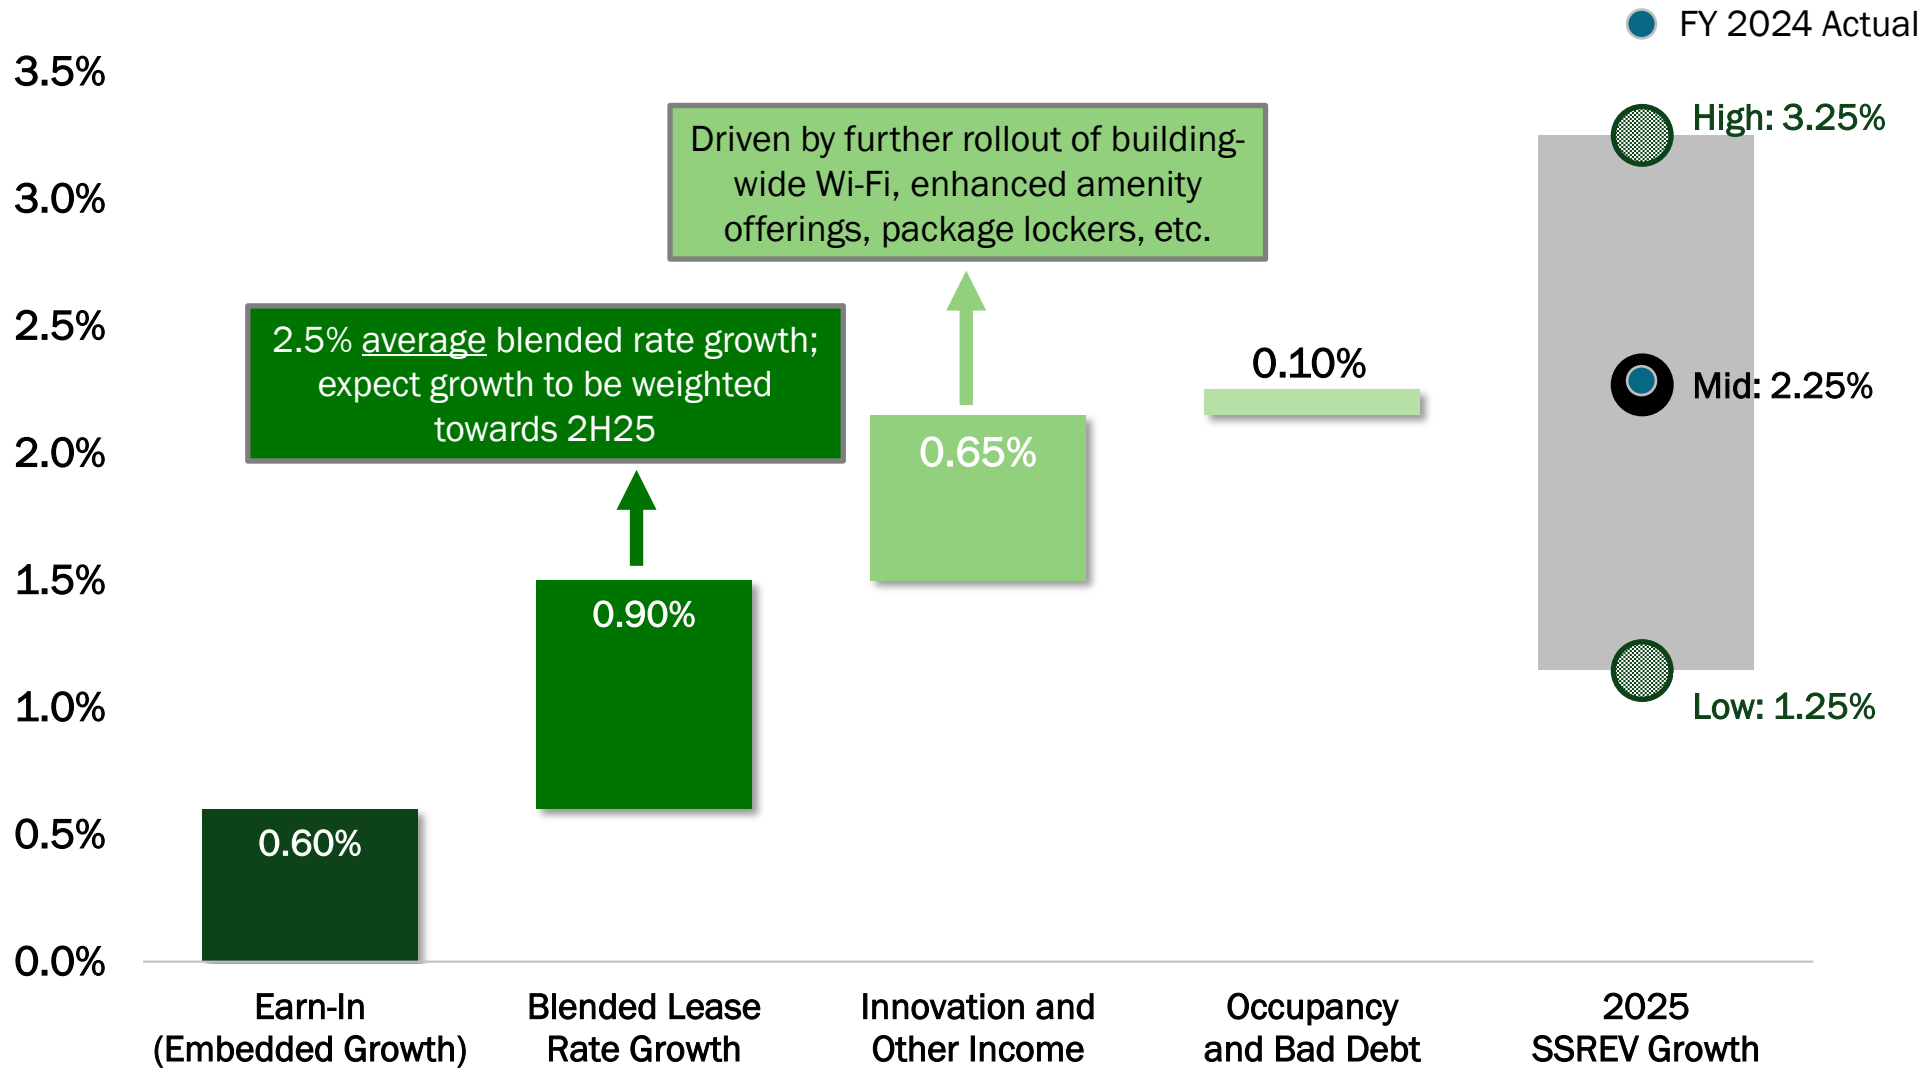 FY 2024 Actual
3.5%
3.0%
2.5%
2.0%
1.5%
1.0%
0.5%
0.0%
Driven by further rollout of building-
wide Wi-Fi, enhanced amenity
offerings, package lockers, etc.
2.5% average blended rate growth;
expect growth to be weighted
towards 2H25
0.60%
0.90%
0.65%
0.10%
High: 3.25%
Mid: 2.25%
Low: 1.25%
Earn-In
(Embedded Growth)
Blended Lease
Rate Growth
Innovation and
Other Income
Occupancy
and Bad Debt
2025
SSREV Growth